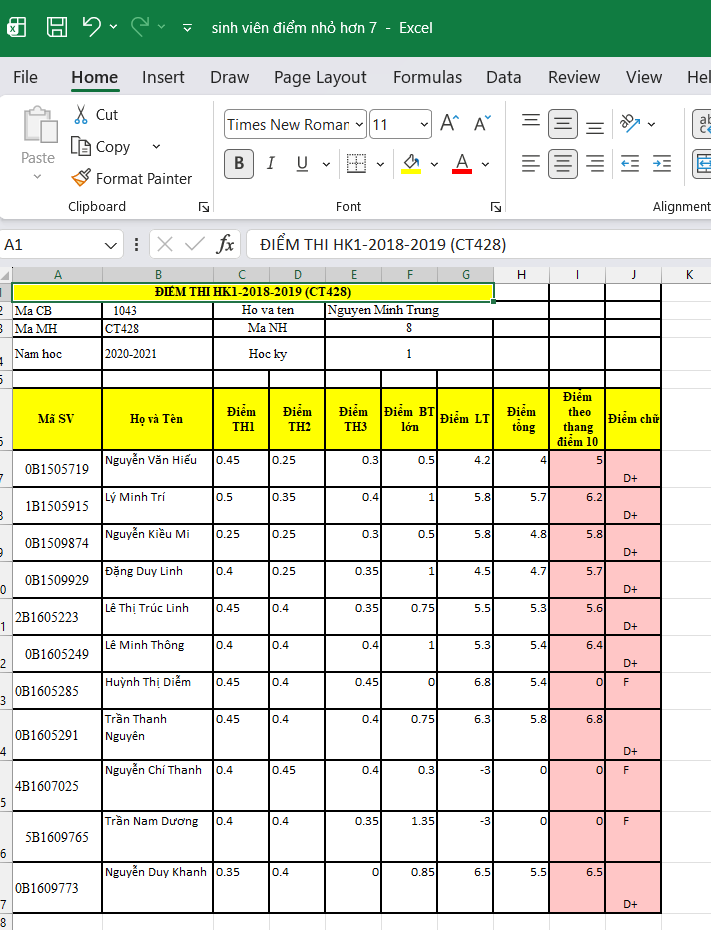 sinh viên điểm nhỏ hơn 7 - Excel
File Home Insert Draw Page Layout Formulas Data Review View
Cut
Copy
Paste
Format Painter
Clipboard
Times New Roman 11 A A
B I U A
Font
Alignment
A1 fx ĐIỂM THI HK1-2018-2019 (CT428)
A B C D E F G H I J K
ĐIỂM THI HK1-2018-2019 (CT428)
Ma CB 1043 Ho va ten Nguyen Minh Trung
Ma MH CT428 Ma NH 8
Nam hoc 2020-2021 Hoc ky 1
Mã SV Họ và Tên Điểm TH1 Điểm TH2 Điểm TH3 Điểm BT lớn Điểm LT Điểm tổng Điểm theo thang điểm 10 Điểm chữ
0B1505719 Nguyễn Văn Hiếu 0.45 0.25 0.3 0.5 4.2 4 5 D+
1B1505915 Lý Minh Trí 0.5 0.35 0.4 1 5.8 5.7 6.2 D+
0B1509874 Nguyễn Kiều Mi 0.25 0.25 0.3 0.5 5.8 4.8 5.8 D+
0B1509929 Đặng Duy Linh 0.4 0.25 0.35 1 4.5 4.7 5.7 D+
2B1605223 Lê Thị Trúc Linh 0.45 0.4 0.35 0.75 5.5 5.3 5.6 D+
0B1605249 Lê Minh Thông 0.4 0.4 0.4 1 5.3 5.4 6.4 D+
0B1605285 Huỳnh Thị Diễm 0.45 0.4 0.45 0 6.8 5.4 0 F
0B1605291 Trần Thanh Nguyên 0.45 0.4 0.4 0.75 6.3 5.8 6.8 D+
4B1607025 Nguyễn Chí Thanh 0.4 0.45 0.4 0.3 -3 0 0 F
5B1609765 Trần Nam Dương 0.4 0.4 0.35 1.35 -3 0 0 F
0B1609773 Nguyễn Duy Khanh 0.35 0.4 0 0.85 6.5 5.5 6.5 D+